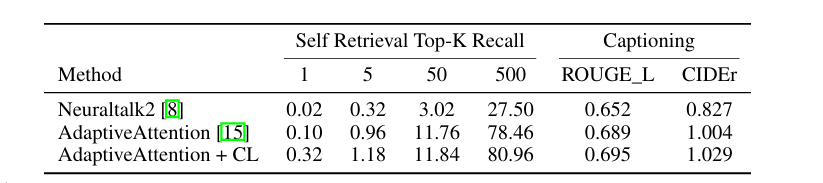 Self Retrieval Top-K Recall Captioning
Method 1 5 50 500 ROUGE_L CIDEr
Neuraltalk2 [8] 0.02 0.32 3.02 27.50 0.652 0.827
AdaptiveAttention [15] 0.10 0.96 11.76 78.46 0.689 1.004
AdaptiveAttention + CL 0.32 1.18 11.84 80.96 0.695 1.029